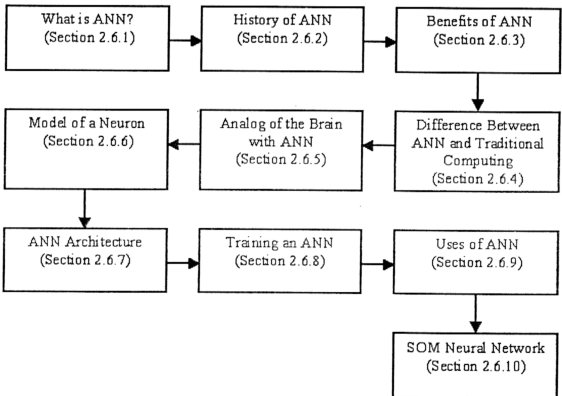 What is ANN?
(Section 2.6.1)
History of ANN
(Section 2.6.2)
Benefits of ANN
(Section 2.6.3)
Difference Between
ANN and Traditional
Computing
(Section 2.6.4)
Analog of the Brain
with ANN
(Section 2.6.5)
Model of a Neuron
(Section 2.6.6)
ANN Architecture
(Section 2.6.7)
Training an ANN
(Section 2.6.8)
Uses of ANN
(Section 2.6.9)
SOM Neural Network
(Section 2.6.10)